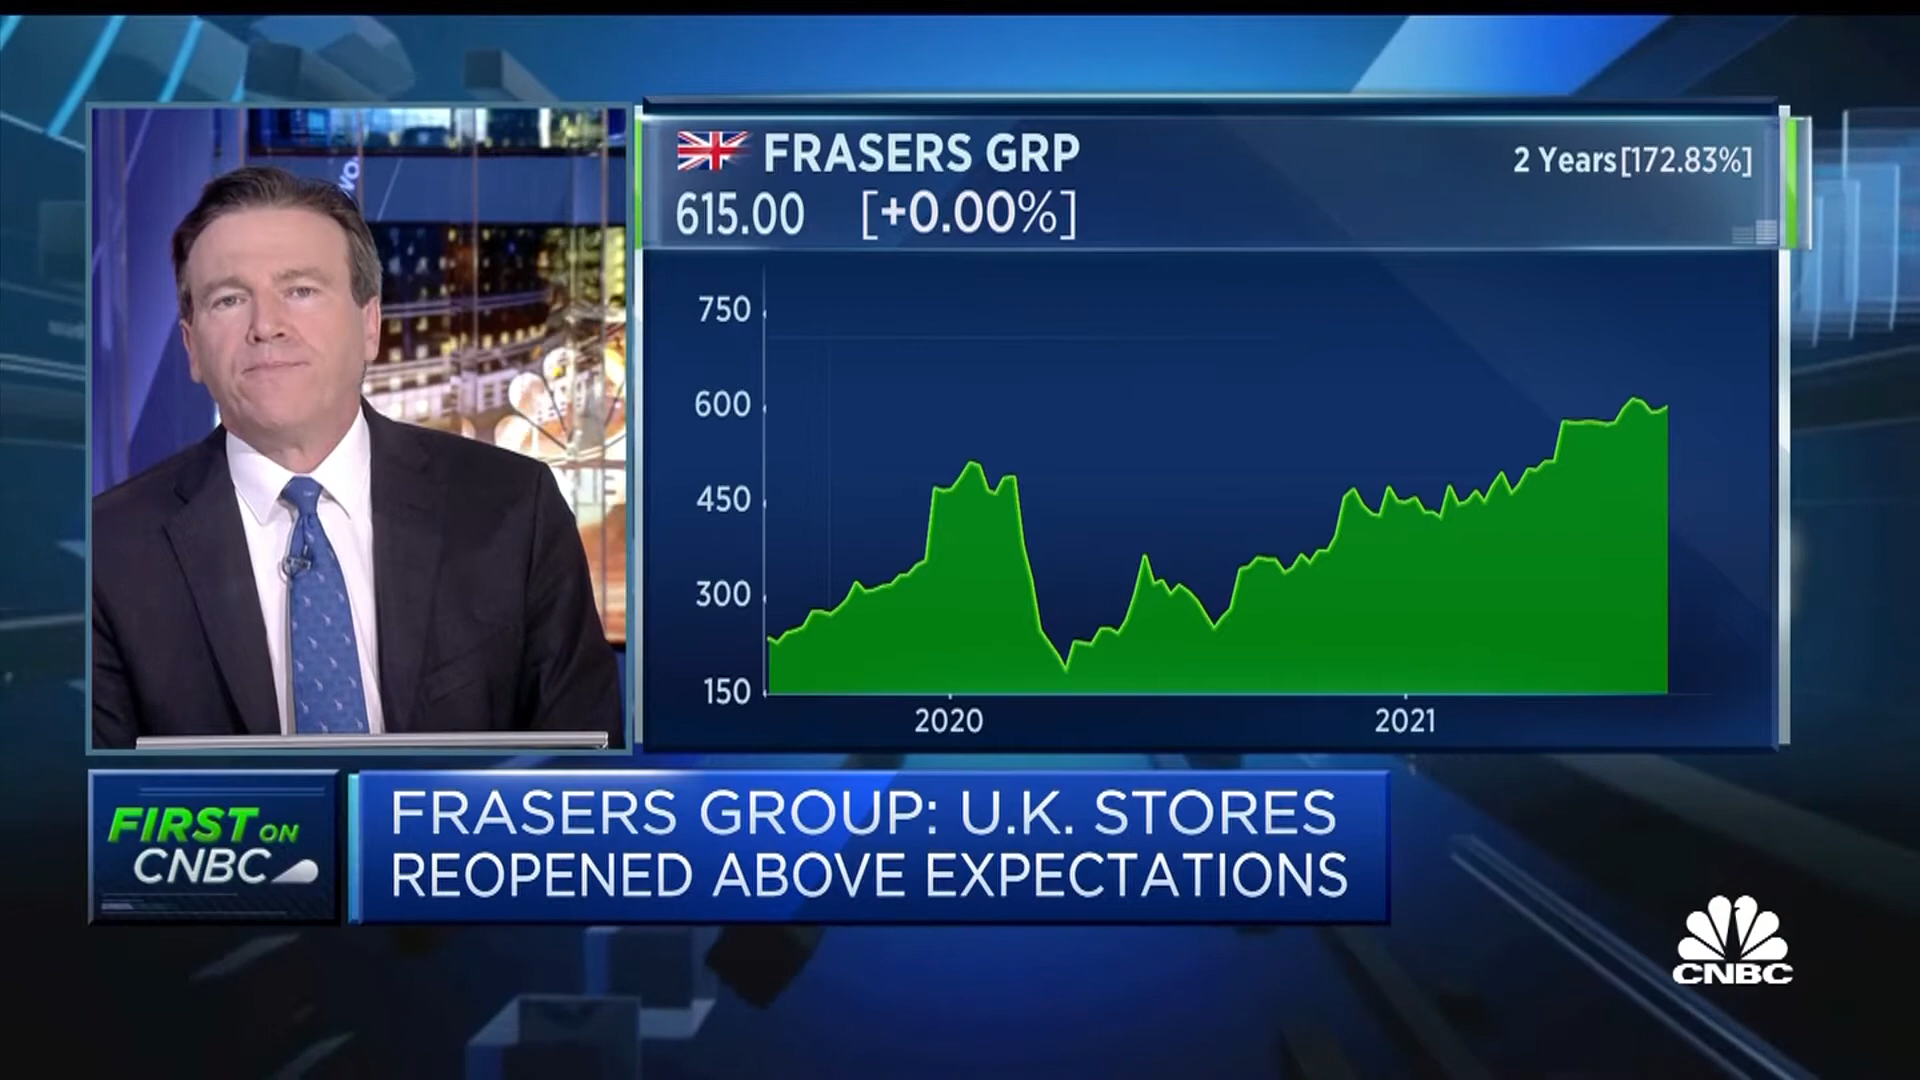 FRASERS GRP
2 Years[172.83%]
615.00 [+0.00%]
750
600
450
300
150
2020
2021
FIRST ON
CNBC
FRASERS GROUP: U.K. STORES
REOPENED ABOVE EXPECTATIONS
CNBC